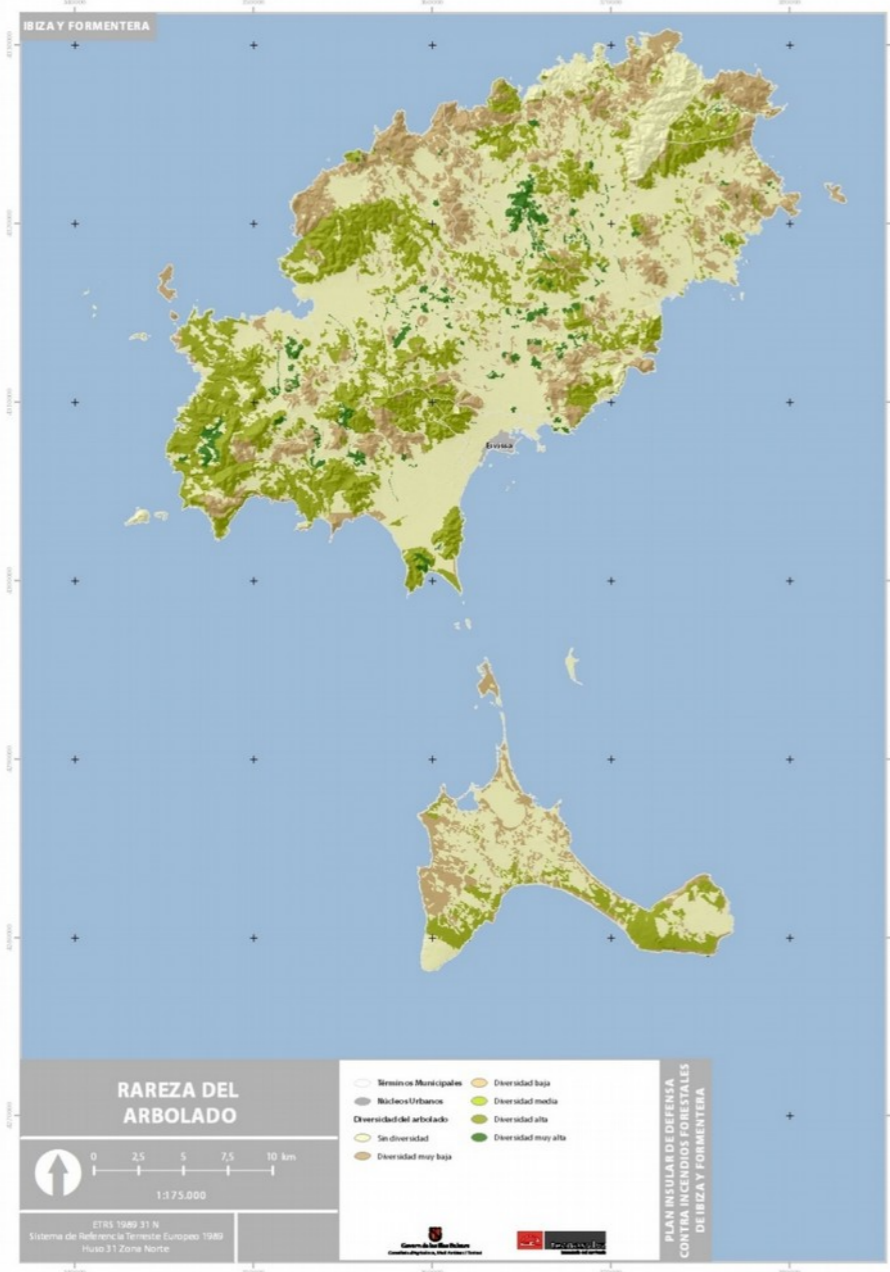 IBIZA Y FORMENTERA
Eivissa
RAREZA DEL
ARBOLADO
0 2,5 5 7,5 10 km
1:175.000
ETRS 1989 31 N
Sistema de Referencia Terreste Europeo 1989
Huso 31 Zona Norte
Términos Municipales
Núcleos Urbanos
Diversidad del arbolado
Sin diversidad
Diversidad muy baja
Diversidad baja
Diversidad media
Diversidad alta
Diversidad muy alta
Govern de les Illes Balears
PLAN INSULAR DE DEFENSA
CONTRA INCENDIOS FORESTALES
DE IBIZA Y FORMENTERA